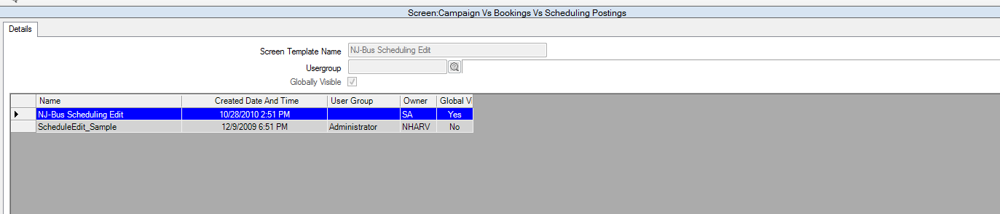 Screen:Campaign Vs Bookings Vs Scheduling Postings
Details
Screen Template Name NJ-Bus Scheduling Edit
Usergroup
Globally Visible
Name Created Date And Time User Group Owner Global Vi
NJ-Bus Scheduling Edit 10/28/2010 2:51 PM SA Yes
ScheduleEdit_Sample 12/9/2009 6:51 PM Administrator NHARV No